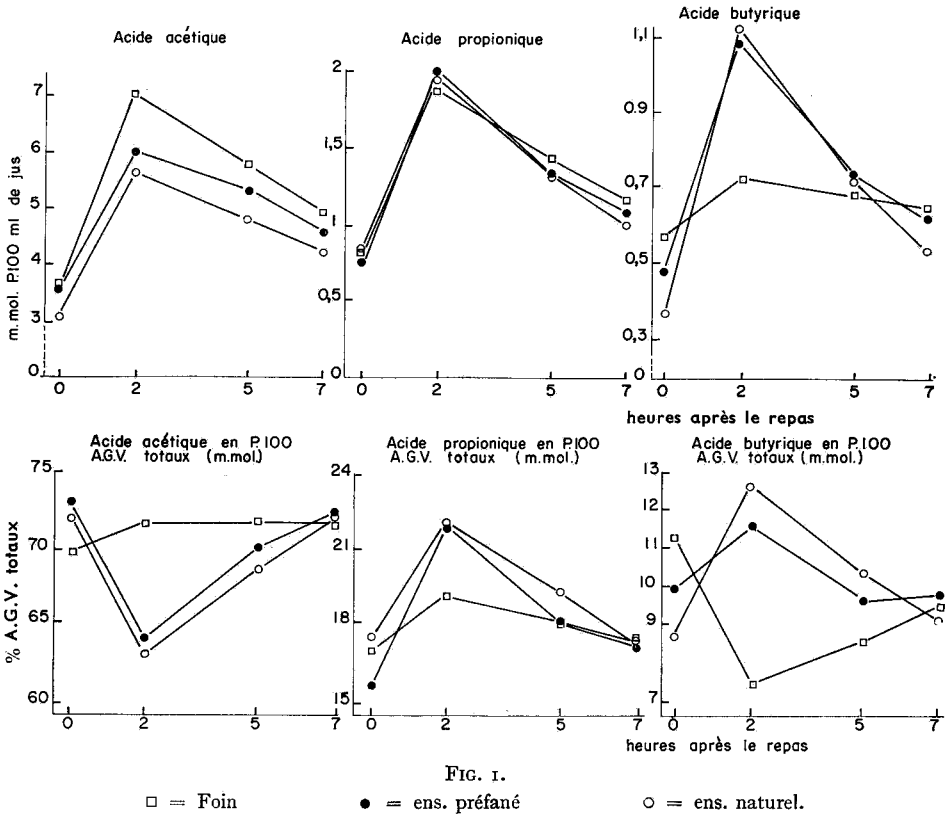 Acide acétique
Acide propionique
Acide butyrique
m.mol. P.100 ml de jus
7
6
5
4
3
0
0 2 5 7
2
1,5
1
0,5
0
0 2 5 7
1,1
0.9
0,7
0,5
0,3
0
0 2 5 7
heures après le repas
Acide acétique en P.100
A.G.V. totaux (m.mol.)
Acide propionique en P.100
A.G.V. totaux (m.mol.)
Acide butyrique en P.100
A.G.V. totaux (m.mol.)
% A.G.V. totaux
75
70
65
60
0 2 5 7
24
21
18
15
0 2 5 7
13
12
11
10
9
7
0 2 5 7
heures après le repas
FIG. 1.
□ = Foin
● = ens. préfané
○ = ens. naturel.